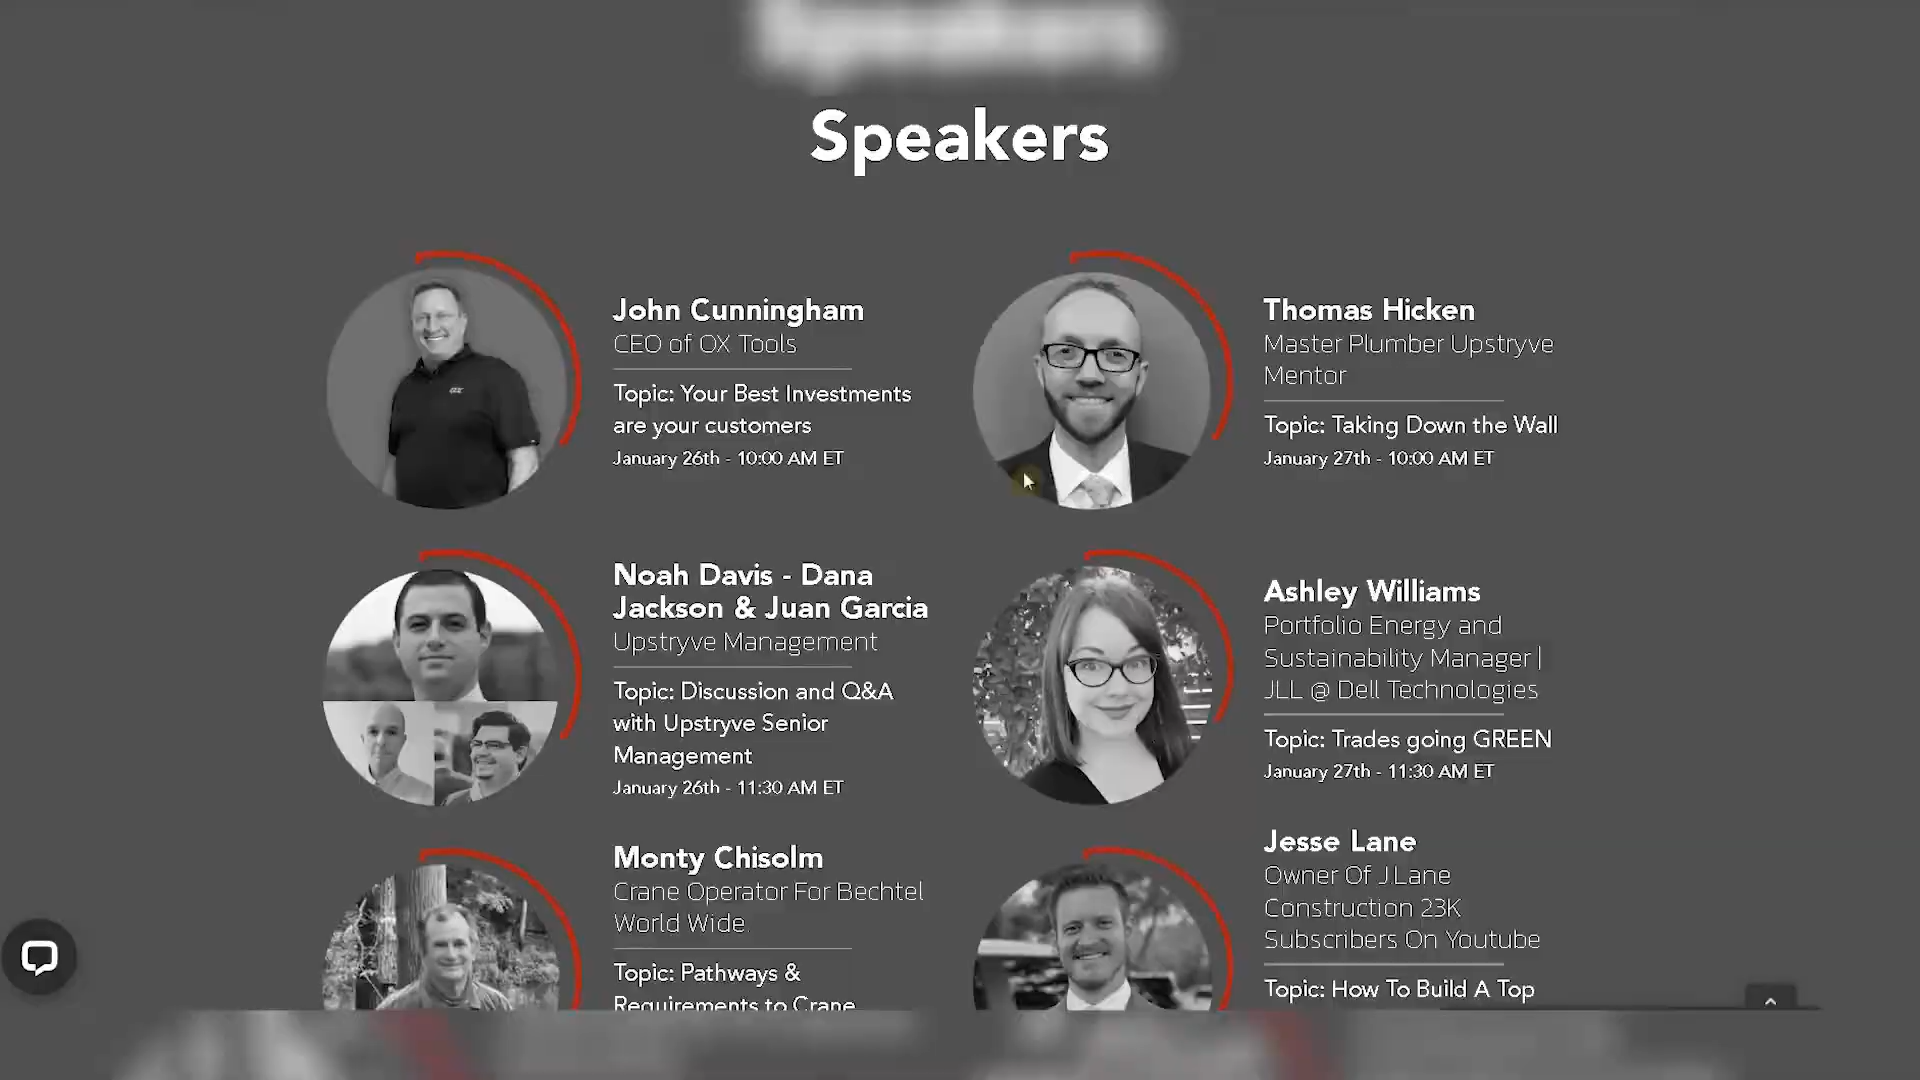 Speakers
John Cunningham
CEO of OX Tools
Topic: Your Best Investments
are your customers
January 26th - 10:00 AM ET
Thomas Hicken
Master Plumber Upstryve
Mentor
Topic: Taking Down the Wall
January 27th - 10:00 AM ET
Noah Davis - Dana
Jackson & Juan Garcia
Upstryve Management
Topic: Discussion and Q&A
with Upstryve Senior
Management
January 26th - 11:30 AM ET
Ashley Williams
Portfolio Energy and
Sustainability Manager |
JLL @ Dell Technologies
Topic: Trades going GREEN
January 27th - 11:30 AM ET
Monty Chisolm
Crane Operator For Bechtel
World Wide
Topic: Pathways &
Requirements to Crane
Jesse Lane
Owner Of J.Lane
Construction 23K
Subscribers On Youtube
Topic: How To Build A Top